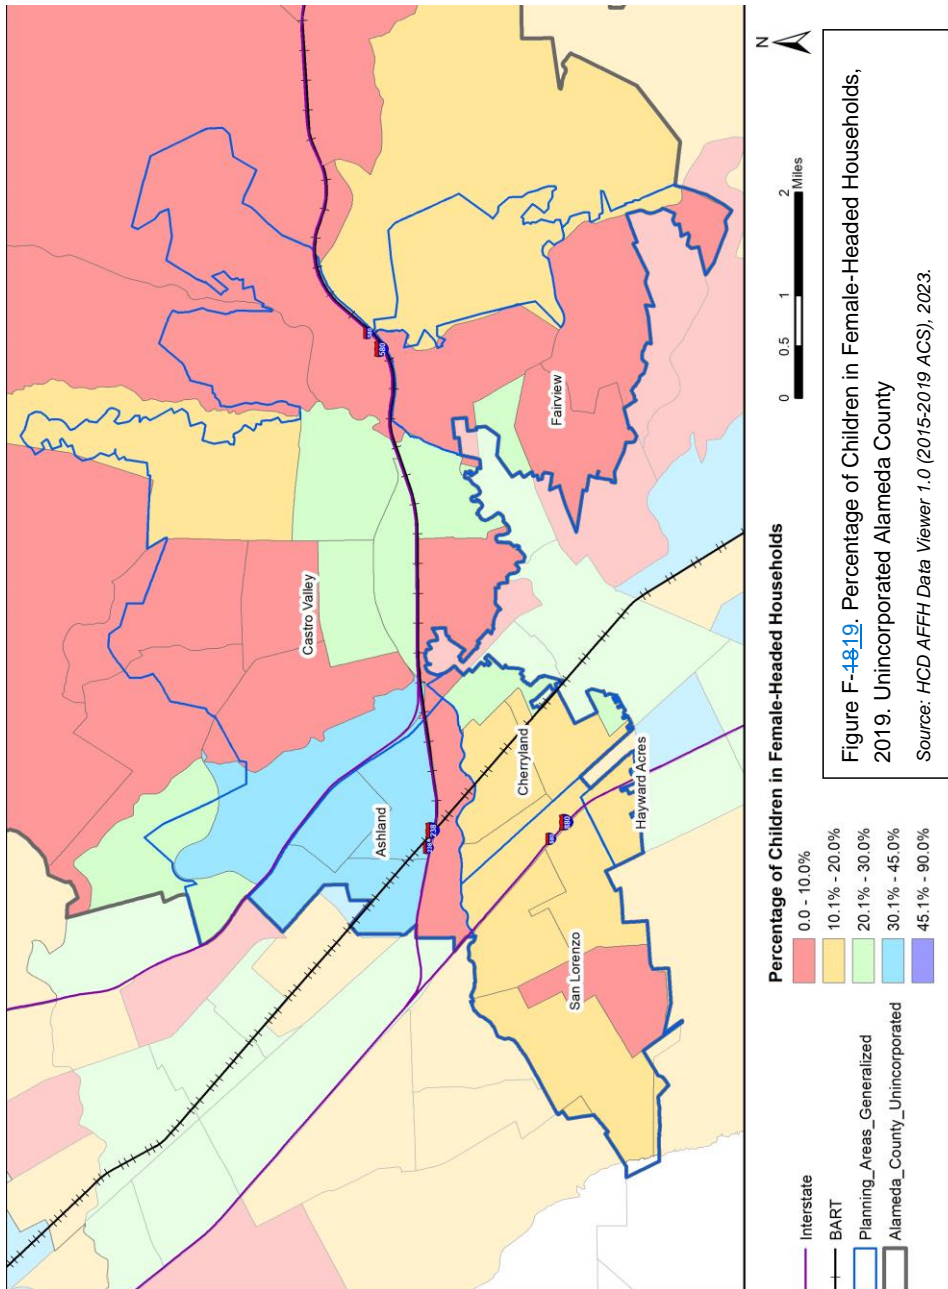 Castro Valley
Ashland
Cherryland
Hayward Acres
San Lorenzo
Fairview
580
238
880
N
0 0.5 1 2
Miles
Percentage of Children in Female-Headed Households
Interstate
BART
Planning_Areas_Generalized
Alameda_County_Unincorporated
0.0 - 10.0%
10.1% - 20.0%
20.1% - 30.0%
30.1% - 45.0%
45.1% - 90.0%
Figure F-1819. Percentage of Children in Female-Headed Households,
2019. Unincorporated Alameda County
Source: HCD AFFH Data Viewer 1.0 (2015-2019 ACS), 2023.